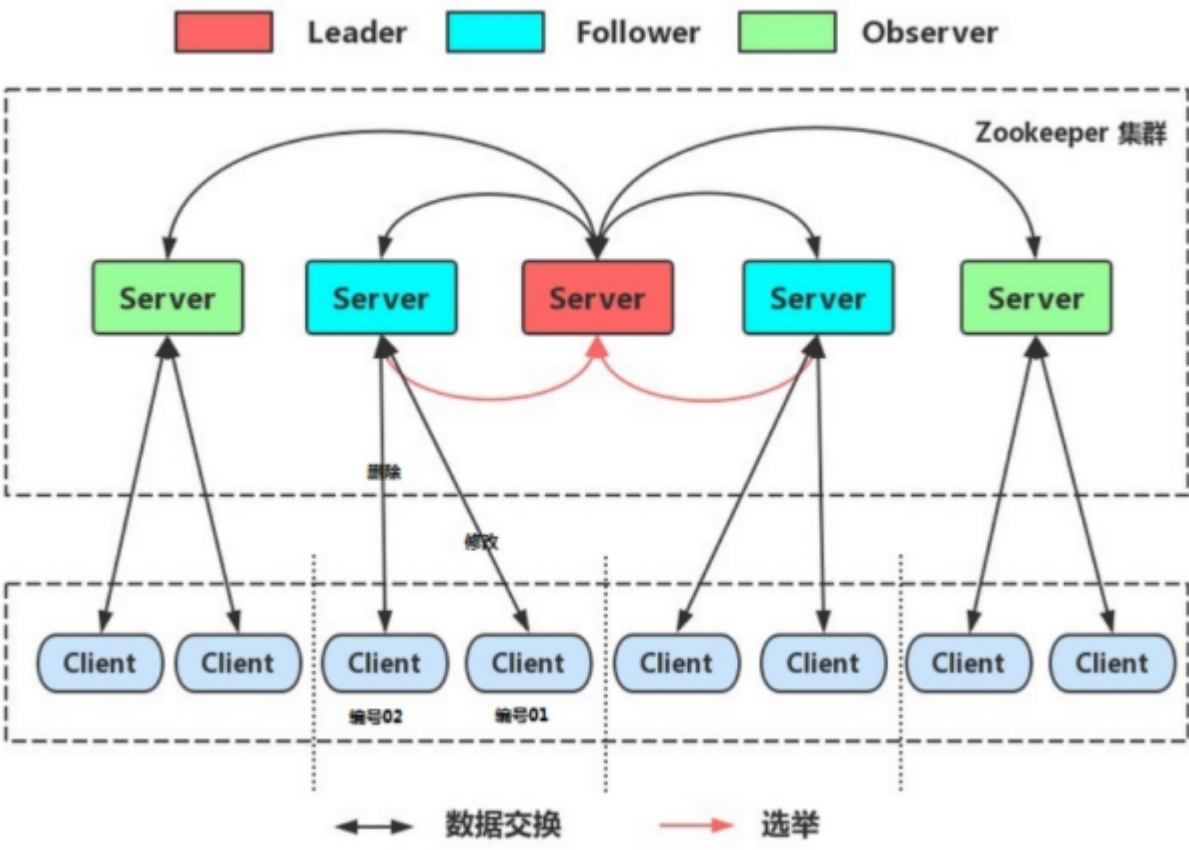 Leader Follower Observer
Zookeeper 集群
Server Server Server Server Server
删除
修改
Client Client Client Client Client Client Client Client
编号02 编号01
数据交换 选举